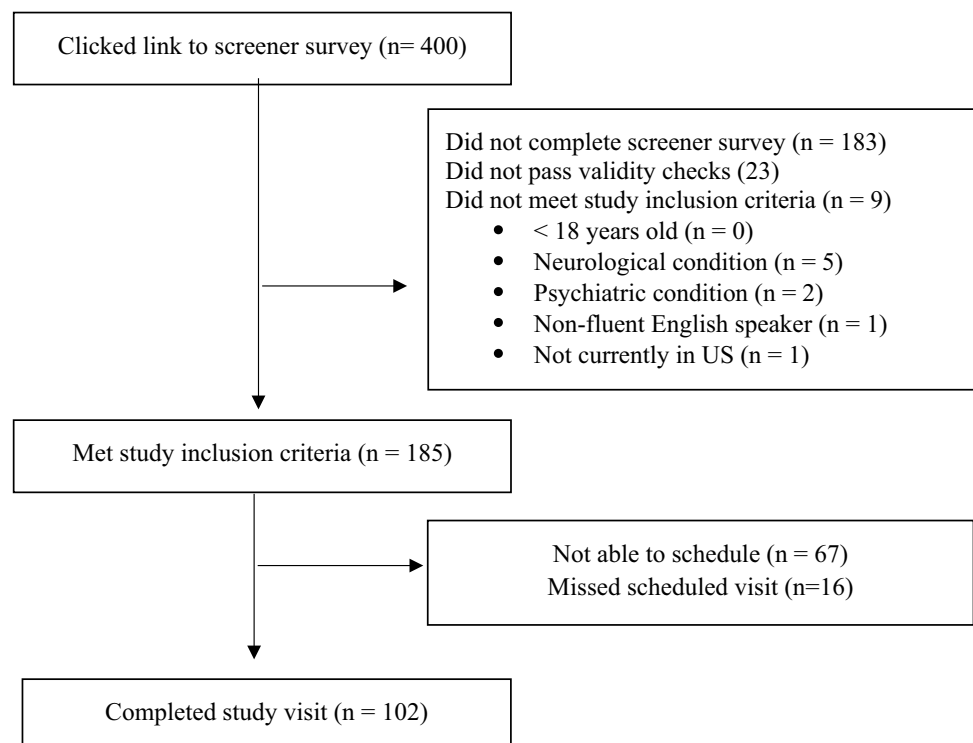 Clicked link to screener survey (n= 400)
Did not complete screener survey (n = 183)
Did not pass validity checks (23)
Did not meet study inclusion criteria (n = 9)
• < 18 years old (n = 0)
• Neurological condition (n = 5)
• Psychiatric condition (n = 2)
• Non-fluent English speaker (n = 1)
• Not currently in US (n = 1)
Met study inclusion criteria (n = 185)
Not able to schedule (n = 67)
Missed scheduled visit (n=16)
Completed study visit (n = 102)